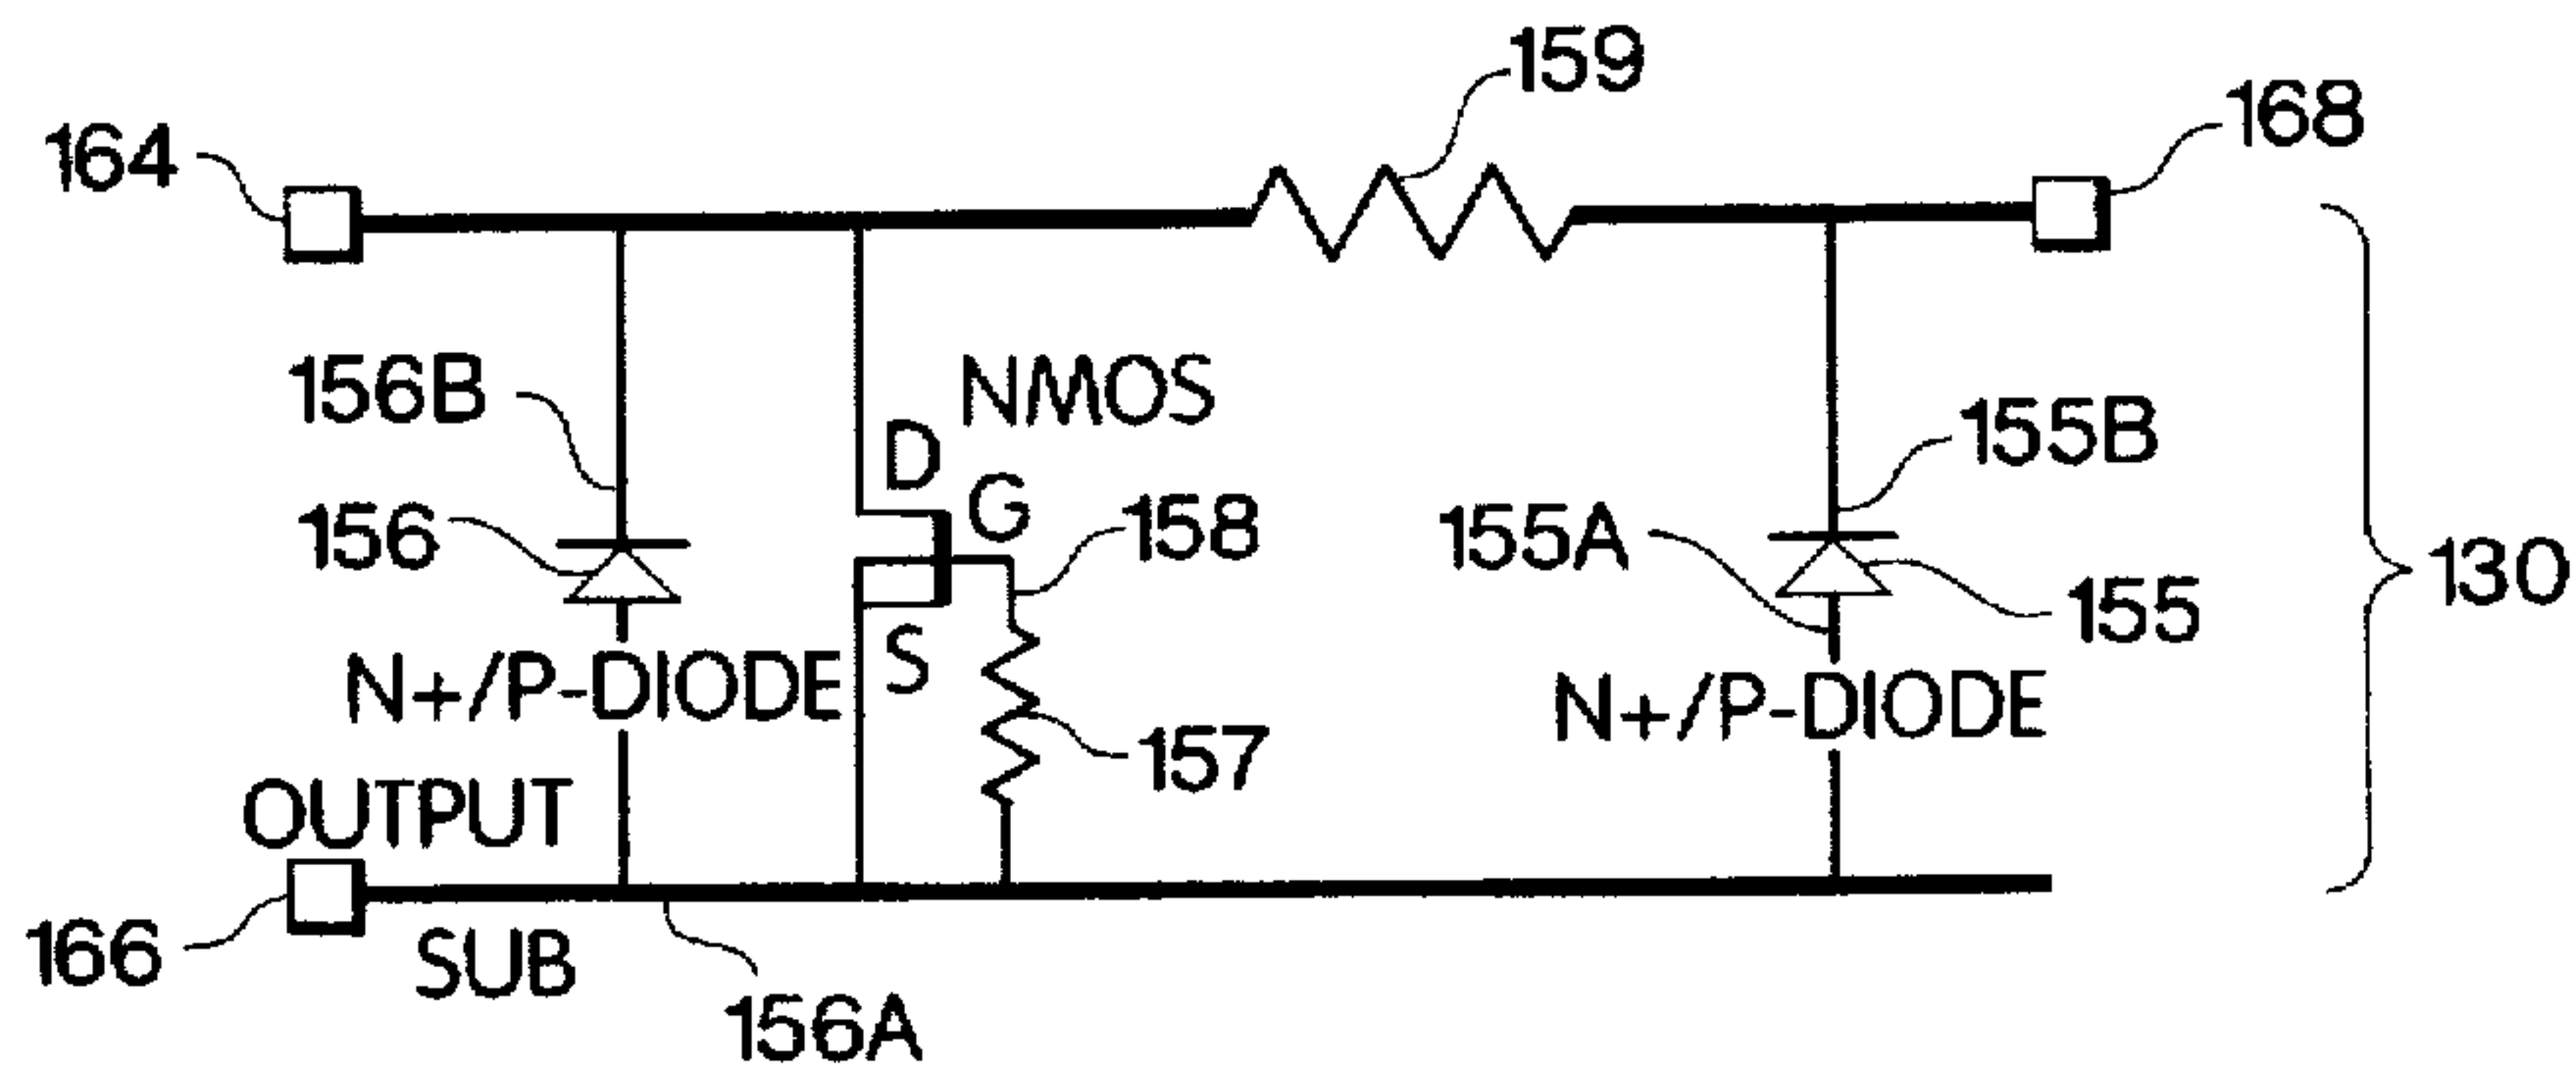 159
168
164
156B
NMOS
D
G
158
155B
155A
156
155
130
S
N+/P-DIODE
N+/P-DIODE
157
OUTPUT
166
SUB
156A